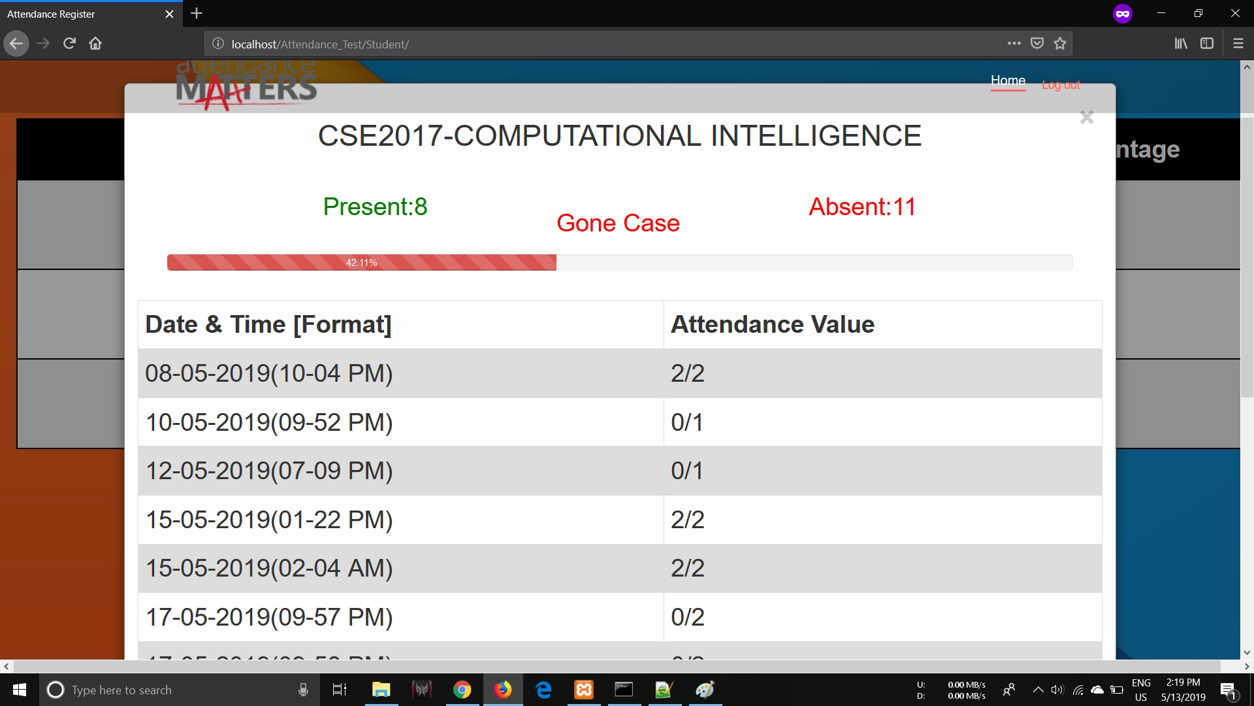 Attendance Register
localhost/Attendance_Test/Student/
attendance
MAtTERS
Home
Log out
ntage
CSE2017-COMPUTATIONAL INTELLIGENCE
Present:8
Gone Case
Absent:11
42.11%
Date & Time [Format] Attendance Value
08-05-2019(10-04 PM) 2/2
10-05-2019(09-52 PM) 0/1
12-05-2019(07-09 PM) 0/1
15-05-2019(01-22 PM) 2/2
15-05-2019(02-04 AM) 2/2
17-05-2019(09-57 PM) 0/2
Type here to search
U: 0.00 MB/s
D: 0.00 MB/s
ENG
US
2:19 PM
5/13/2019
1